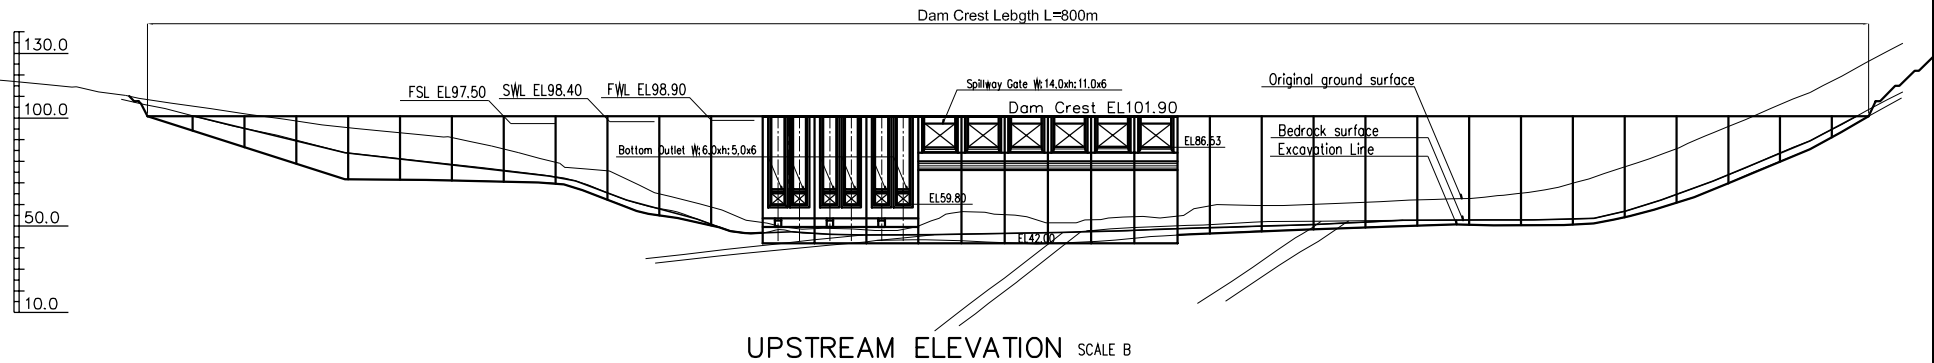 Dam Crest Lebgth L=800m
130.0
Original ground surface
Spillway Gate W:14.0xh:11.0x6
FSL EL97.50
SWL EL98.40
FWL EL98.90
Dam Crest EL101.90
100.0
Bedrock surface
EL86.63
Bottom Outlet W:6.0xh:5.0x6
Excavation Line
EL59.80
50.0
EL42.00
10.0
UPSTREAM ELEVATION SCALE B